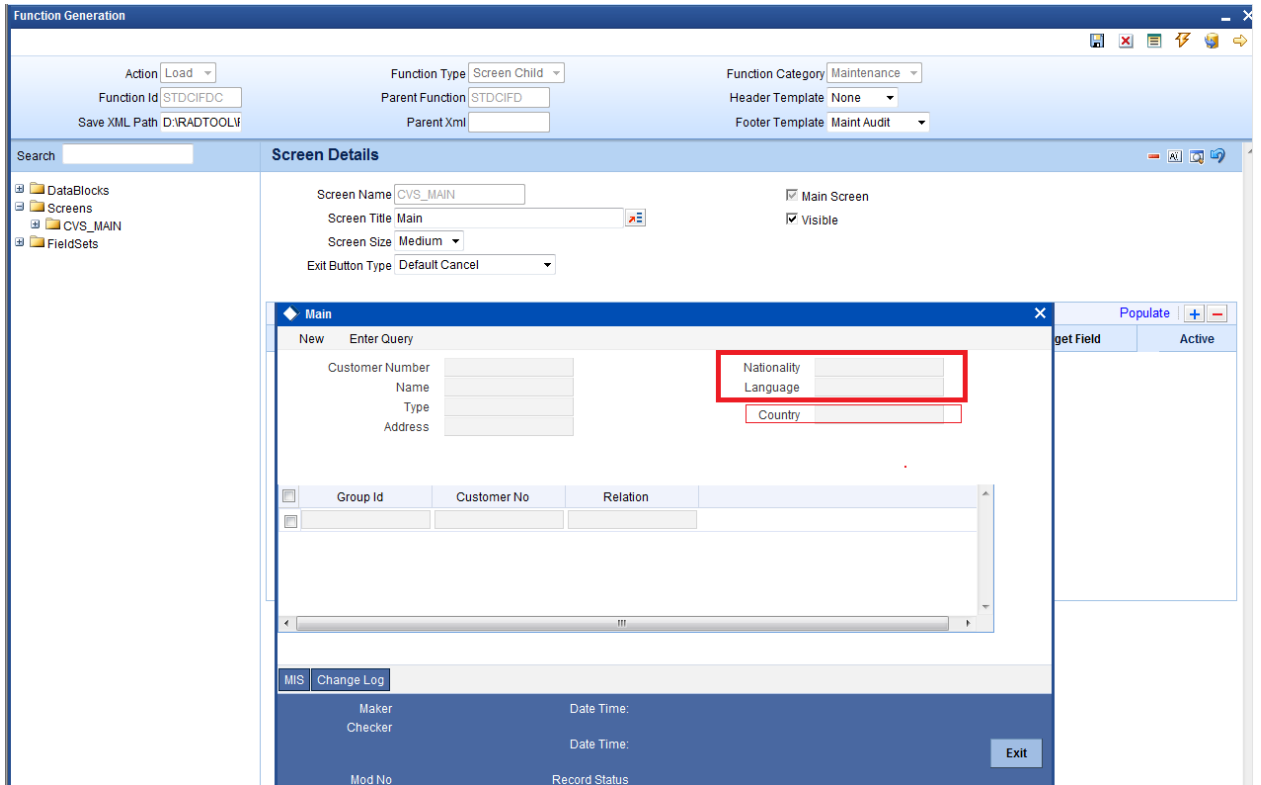 Function Generation
Action Load Function Type Screen Child Function Category Maintenance
Function Id STDCIFDC Parent Function STDCIFD Header Template None
Save XML Path D:\RADTOOL\F Parent Xml Footer Template Maint Audit
Search Screen Details
DataBlocks
Screens
CVS_MAIN
FieldSets
Screen Name CVS_MAIN Main Screen
Screen Title Main Visible
Screen Size Medium
Exit Button Type Default Cancel
Main Populate
New Enter Query get Field Active
Customer Number Nationality
Name Language
Type Country
Address
Group Id Customer No Relation
MIS Change Log
Maker Date Time:
Checker
Date Time:
Exit
Mod No Record Status